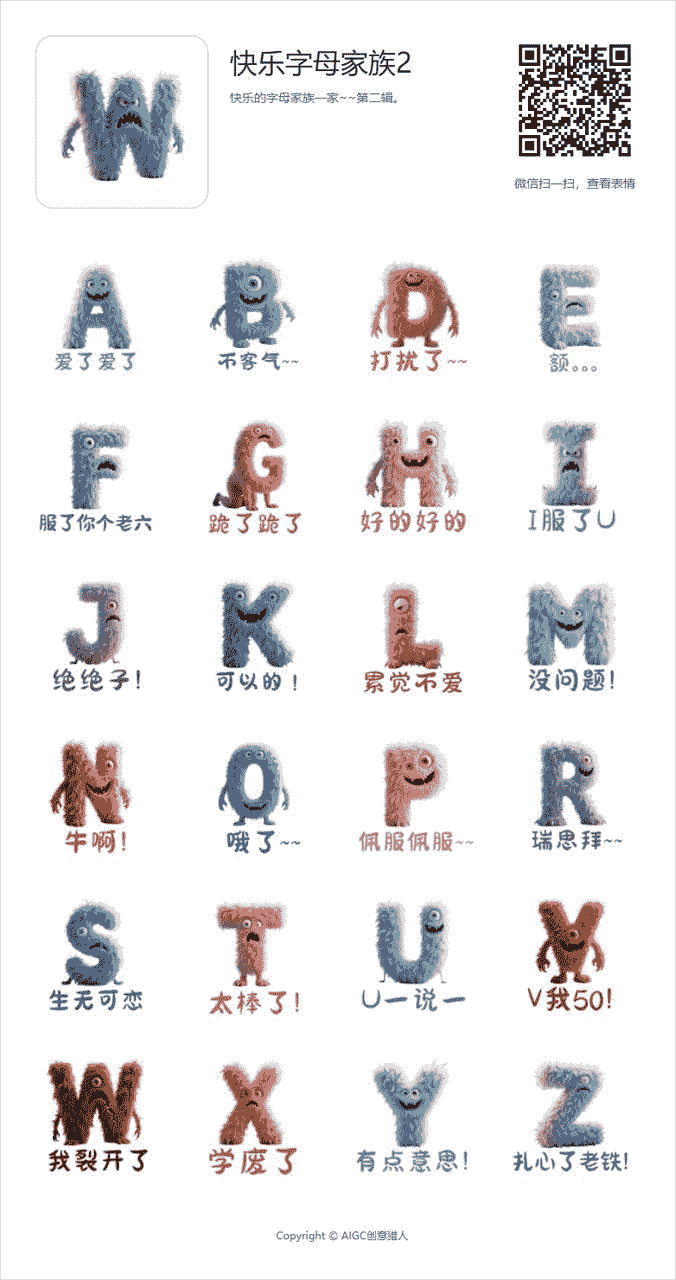 快乐字母家族2
快乐的字母家族一家~~第二辑。
微信扫一扫，查看表情
爱了爱了
不客气~~
打扰了~~
额。。。
服了你个老六
跪了跪了
好的好的
I服了U
绝绝子!
可以的!
累觉不爱
没问题!
牛啊!
哦了~~
佩服佩服~~
瑞思拜~~
生无可恋
太棒了!
U一说一
V我50!
我裂开了
学废了
有点意思!
扎心了老铁!
Copyright © AIGC创意猎人